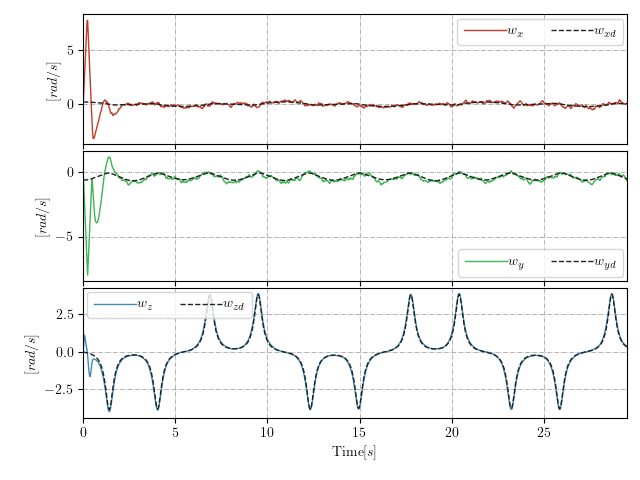 w_x w_xd
5
0
[rad/s]
0
−5
[rad/s]
w_y w_yd
w_z w_zd
2.5
0.0
−2.5
[rad/s]
0 5 10 15 20 25
Time[s]